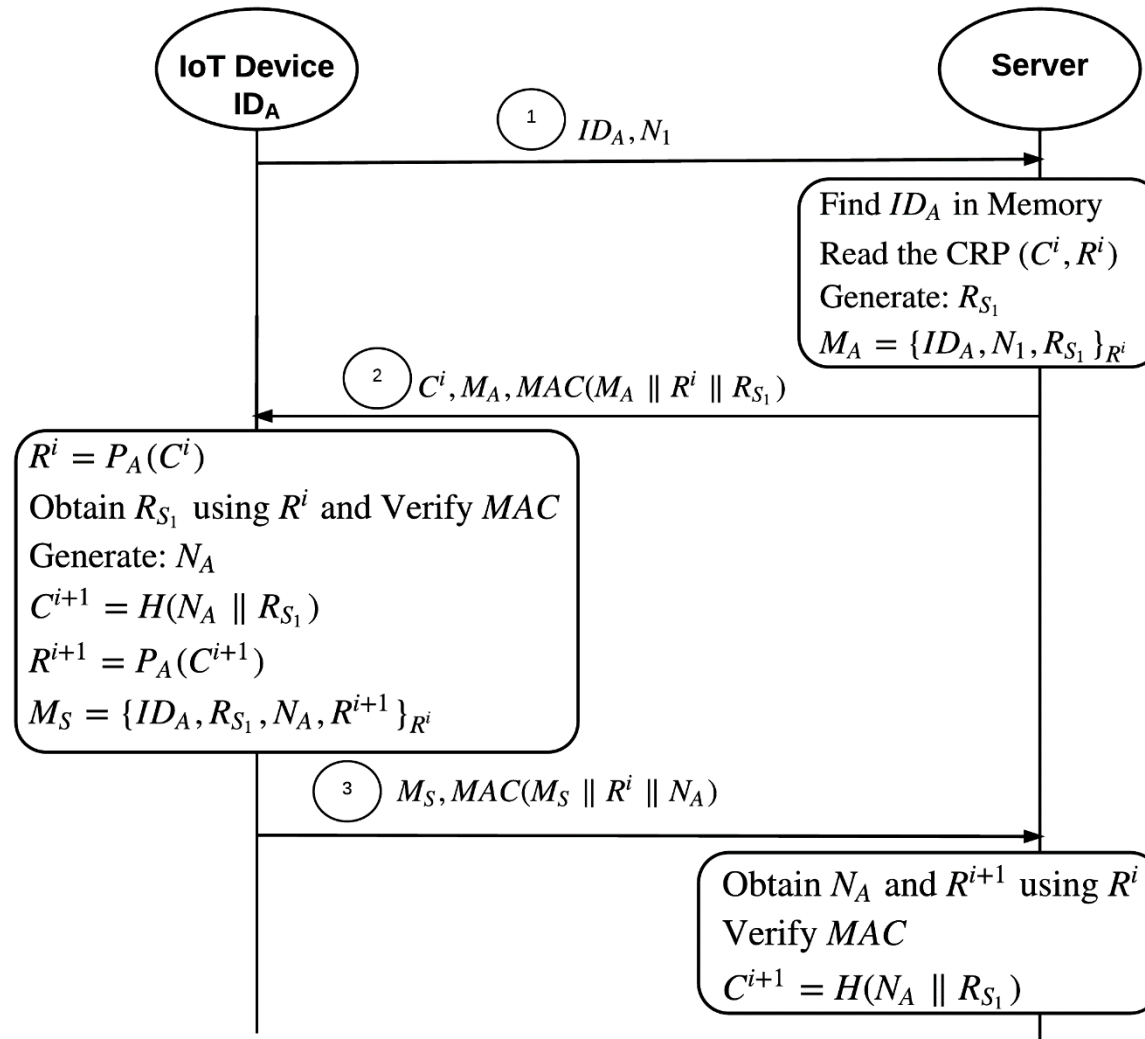 IoT Device
ID_A
Server
1
ID_A, N_1
Find ID_A in Memory
Read the CRP (C^i, R^i)
Generate: R_{S_1}
M_A = {ID_A, N_1, R_{S_1}}_{R^i}
2
C^i, M_A, MAC(M_A ∥ R^i ∥ R_{S_1})
R^i = P_A(C^i)
Obtain R_{S_1} using R^i and Verify MAC
Generate: N_A
C^{i+1} = H(N_A ∥ R_{S_1})
R^{i+1} = P_A(C^{i+1})
M_S = {ID_A, R_{S_1}, N_A, R^{i+1}}_{R^i}
3
M_S, MAC(M_S ∥ R^i ∥ N_A)
Obtain N_A and R^{i+1} using R^i
Verify MAC
C^{i+1} = H(N_A ∥ R_{S_1})